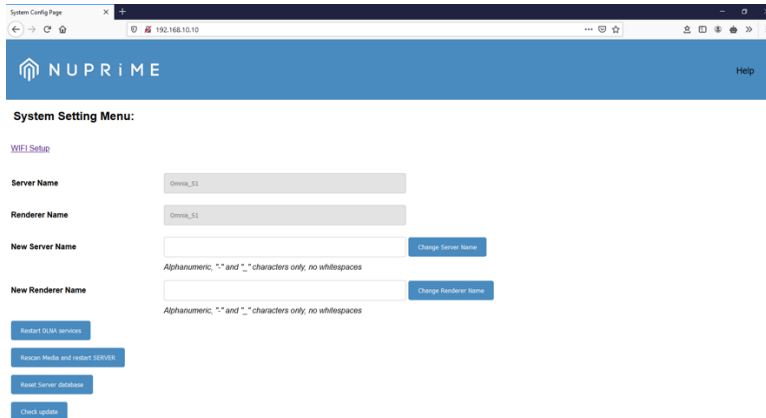 System Config Page
192.168.10.10
NUPRiME
Help
System Setting Menu:
WIFI Setup
Server Name
Omnia_S1
Renderer Name
Omnia_S1
New Server Name
Change Server Name
Alphanumeric, "-" and "_" characters only, no whitespaces
New Renderer Name
Change Renderer Name
Alphanumeric, "-" and "_" characters only, no whitespaces
Restart DLNA services
Rescan Media and restart SERVER
Reset Server database
Check update